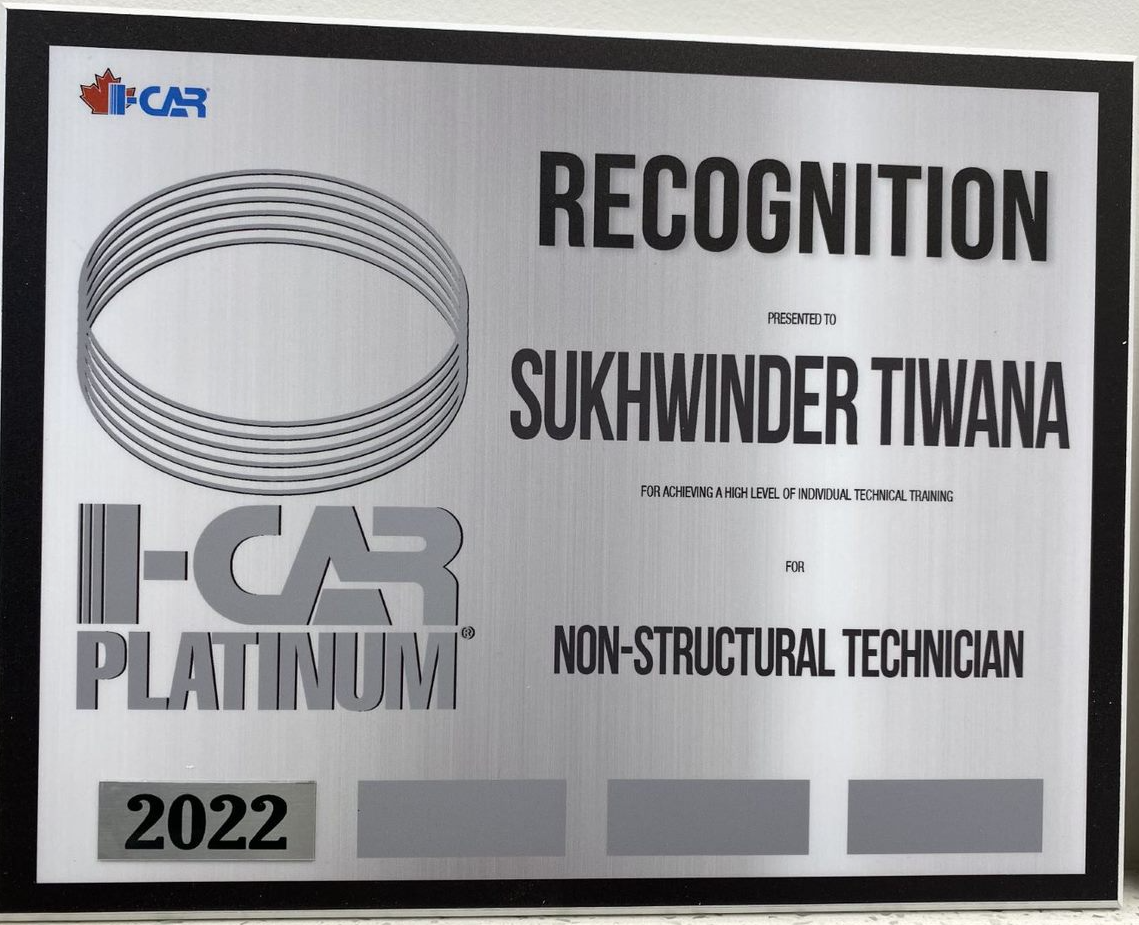 I-CAR®
RECOGNITION
PRESENTED TO
SUKHWINDER TIWANA
FOR ACHIEVING A HIGH LEVEL OF INDIVIDUAL TECHNICAL TRAINING
FOR
NON-STRUCTURAL TECHNICIAN
I-CAR
PLATINUM®
2022